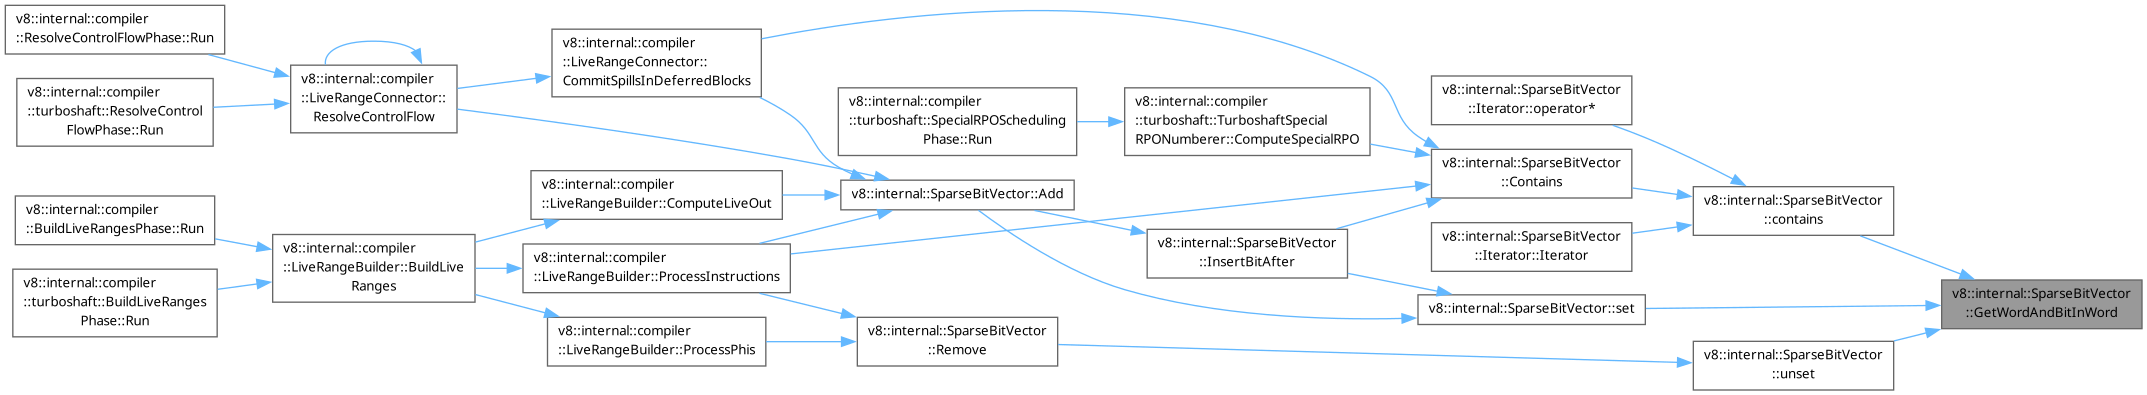 v8::internal::compiler
::ResolveControlFlowPhase::Run
v8::internal::compiler
::turboshaft::ResolveControl
FlowPhase::Run
v8::internal::compiler
::BuildLiveRangesPhase::Run
v8::internal::compiler
::turboshaft::BuildLiveRanges
Phase::Run
v8::internal::compiler
::LiveRangeConnector::
ResolveControlFlow
v8::internal::compiler
::LiveRangeBuilder::BuildLive
Ranges
v8::internal::compiler
::LiveRangeConnector::
CommitSpillsInDeferredBlocks
v8::internal::compiler
::LiveRangeBuilder::ComputeLiveOut
v8::internal::compiler
::LiveRangeBuilder::ProcessInstructions
v8::internal::compiler
::LiveRangeBuilder::ProcessPhis
v8::internal::compiler
::turboshaft::SpecialRPOScheduling
Phase::Run
v8::internal::SparseBitVector::Add
v8::internal::SparseBitVector
::Remove
v8::internal::compiler
::turboshaft::TurboshaftSpecial
RPONumberer::ComputeSpecialRPO
v8::internal::SparseBitVector
::InsertBitAfter
v8::internal::SparseBitVector
::Iterator::operator*
v8::internal::SparseBitVector
::Contains
v8::internal::SparseBitVector
::Iterator::Iterator
v8::internal::SparseBitVector::set
v8::internal::SparseBitVector
::contains
v8::internal::SparseBitVector
::unset
v8::internal::SparseBitVector
::GetWordAndBitInWord